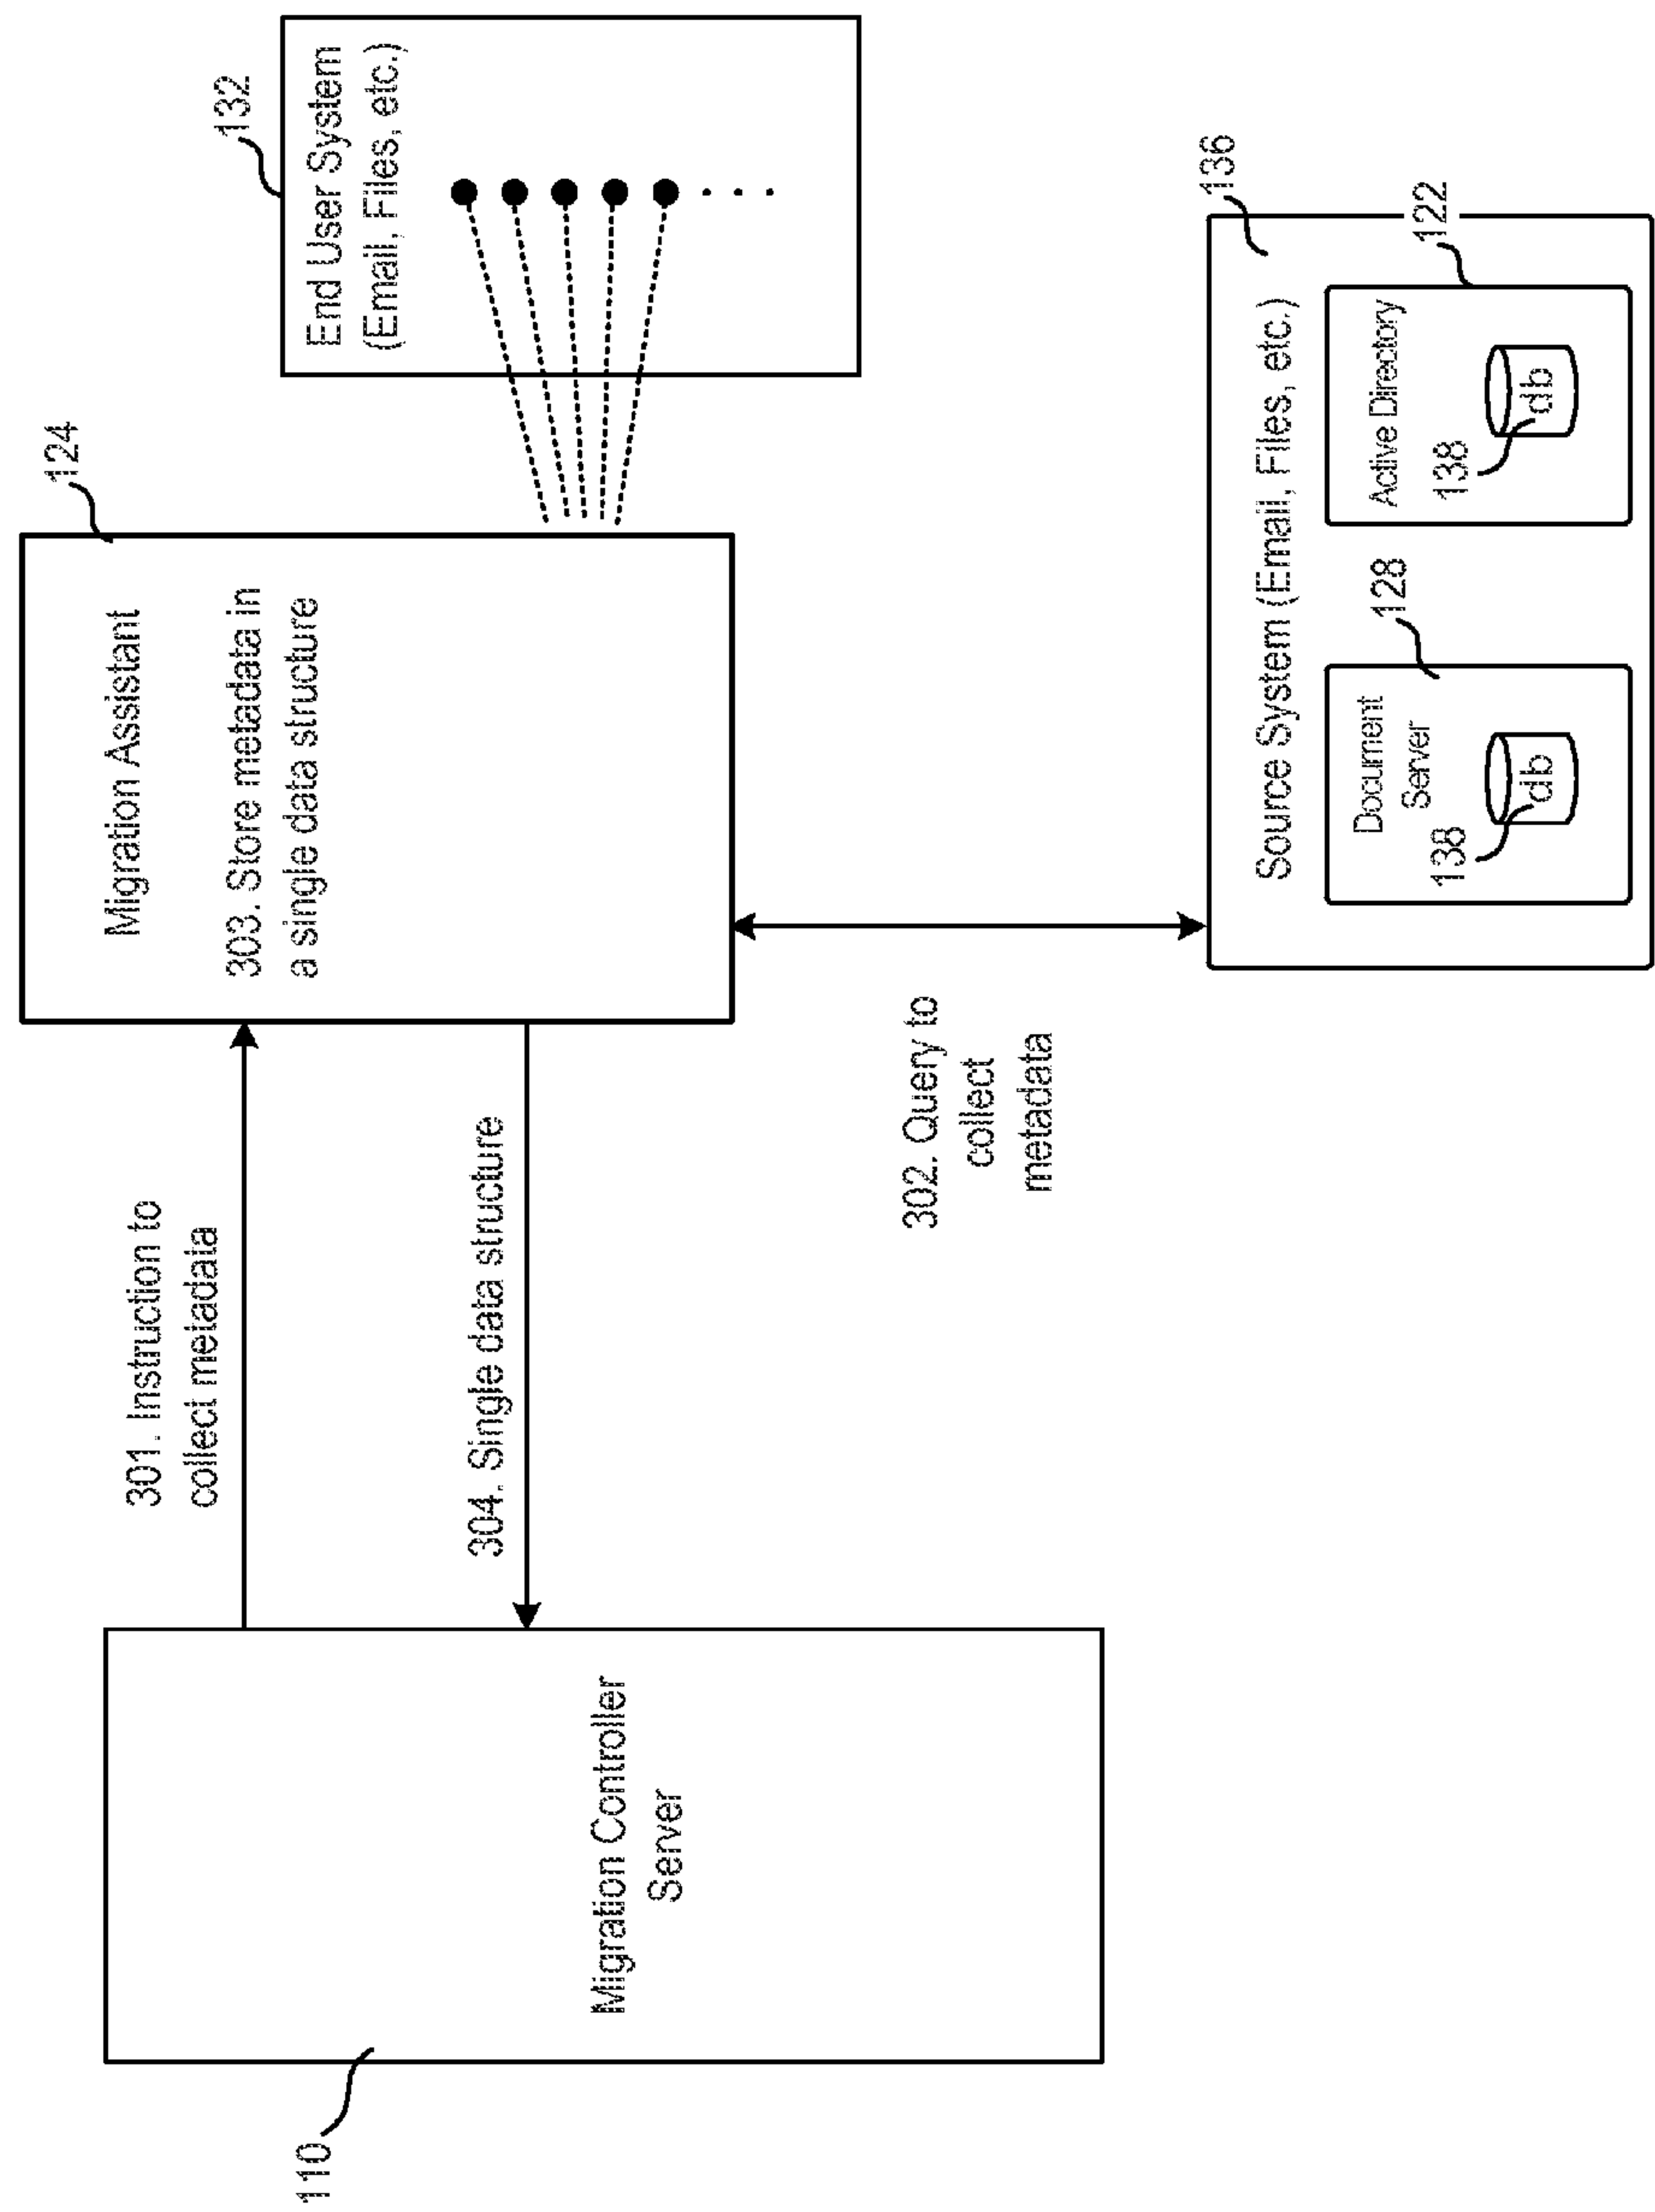 110
Migration Controller
Server
301. Instruction to
collect metadata
304. Single data structure
124
Migration Assistant
303. Store metadata in
a single data structure
132
End User System
(Email, Files, etc.)
302. Query to
collect
metadata
136
Source System (Email, Files, etc.)
128
Document
Server
138
db
122
Active Directory
138
db